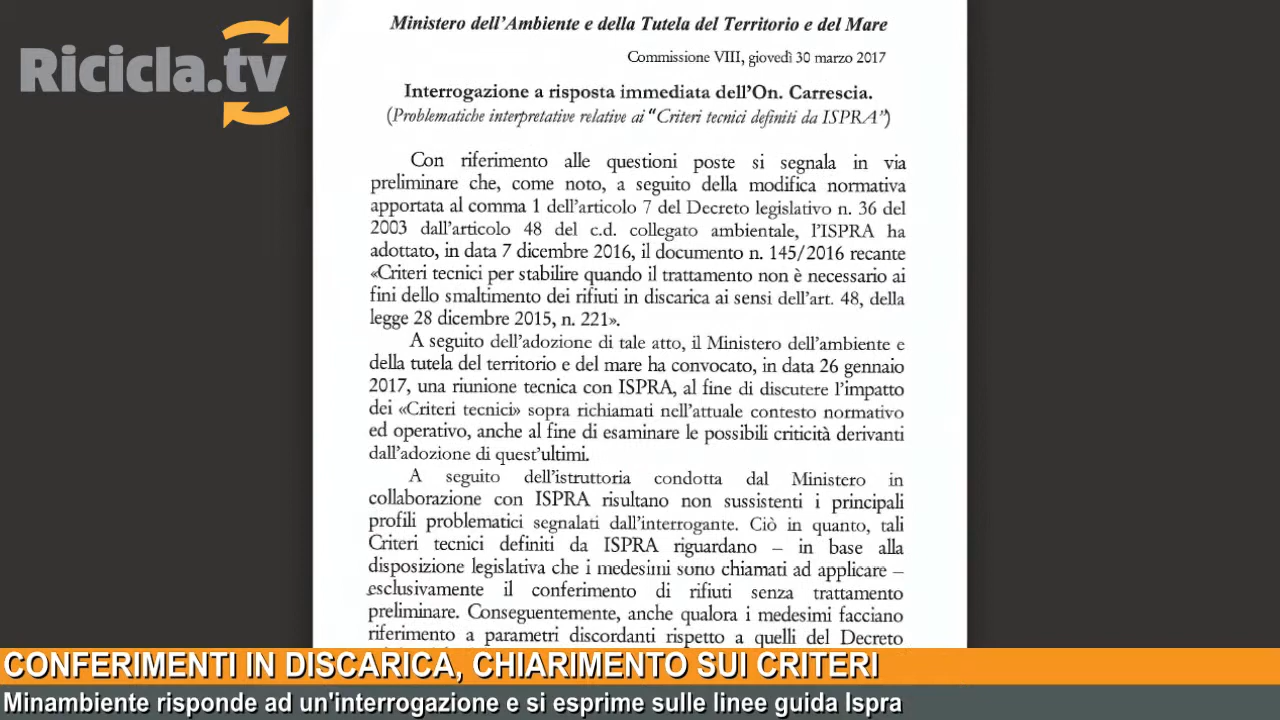 Ricicla.tv
Ministero dell'Ambiente e della Tutela del Territorio e del Mare
Commissione VIII, giovedì 30 marzo 2017
Interrogazione a risposta immediata dell'On. Carrescia.
(Problematiche interpretative relative ai "Criteri tecnici definiti da ISPRA")
Con riferimento alle questioni poste si segnala in via
preliminare che, come noto, a seguito della modifica normativa
apportata al comma 1 dell'articolo 7 del Decreto legislativo n. 36 del
2003 dall'articolo 48 del c.d. collegato ambientale, l'ISPRA ha
adottato, in data 7 dicembre 2016, il documento n. 145/2016 recante
«Criteri tecnici per stabilire quando il trattamento non è necessario ai
fini dello smaltimento dei rifiuti in discarica ai sensi dell'art. 48, della
legge 28 dicembre 2015, n. 221».
A seguito dell'adozione di tale atto, il Ministero dell'ambiente e
della tutela del territorio e del mare ha convocato, in data 26 gennaio
2017, una riunione tecnica con ISPRA, al fine di discutere l'impatto
dei «Criteri tecnici» sopra richiamati nell'attuale contesto normativo
ed operativo, anche al fine di esaminare le possibili criticità derivanti
dall'adozione di quest'ultimi.
A seguito dell'istruttoria condotta dal Ministero in
collaborazione con ISPRA risultano non sussistenti i principali
profili problematici segnalati dall'interrogante. Ciò in quanto, tali
Criteri tecnici definiti da ISPRA riguardano – in base alla
disposizione legislativa che i medesimi sono chiamati ad applicare –
esclusivamente il conferimento di rifiuti senza trattamento
preliminare. Conseguentemente, anche qualora i medesimi facciano
riferimento a parametri discordanti rispetto a quelli del Decreto
CONFERIMENTI IN DISCARICA, CHIARIMENTO SUI CRITERI
Minambiente risponde ad un'interrogazione e si esprime sulle linee guida Ispra